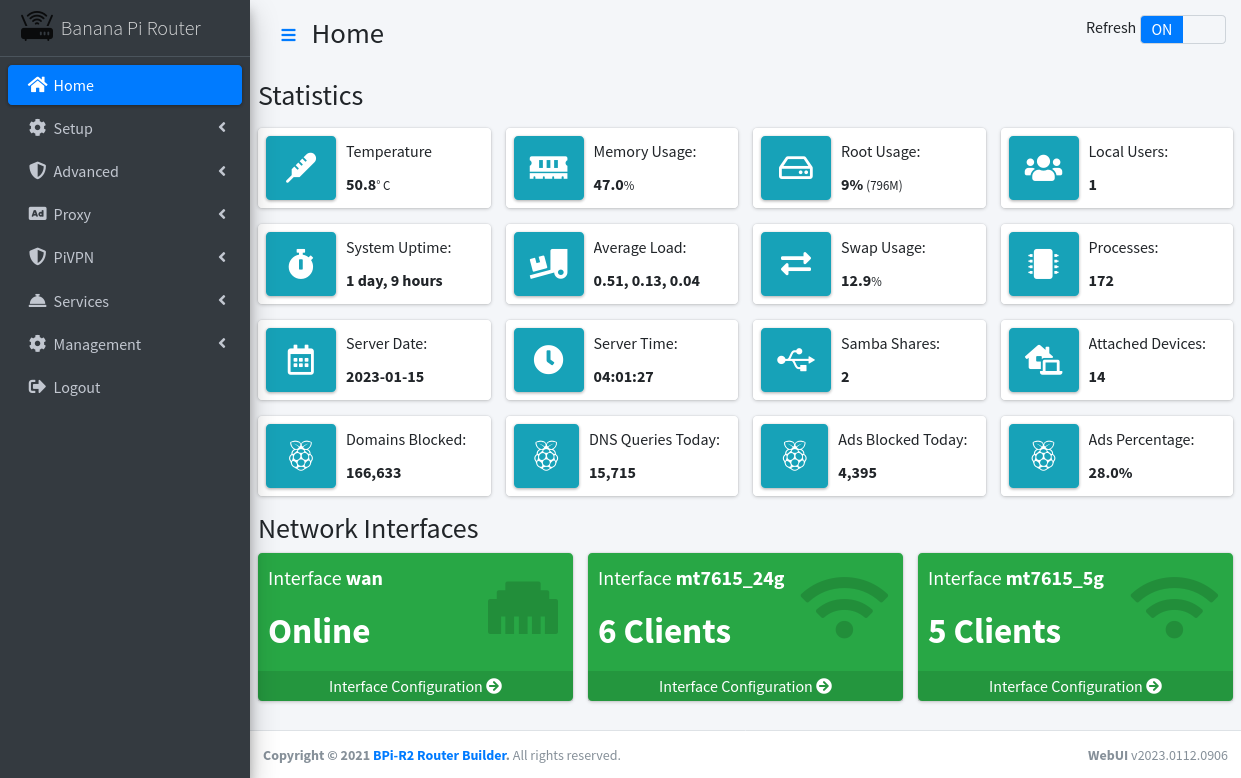 Banana Pi Router
Home
Setup
Advanced
Ad Proxy
PiVPN
Services
Management
Logout
Home
Refresh ON
Statistics
Temperature
50.8° C
Memory Usage:
47.0%
Root Usage:
9% (796M)
Local Users:
1
System Uptime:
1 day, 9 hours
Average Load:
0.51, 0.13, 0.04
Swap Usage:
12.9%
Processes:
172
Server Date:
2023-01-15
Server Time:
04:01:27
Samba Shares:
2
Attached Devices:
14
Domains Blocked:
166,633
DNS Queries Today:
15,715
Ads Blocked Today:
4,395
Ads Percentage:
28.0%
Network Interfaces
Interface wan
Online
Interface Configuration
Interface mt7615_24g
6 Clients
Interface Configuration
Interface mt7615_5g
5 Clients
Interface Configuration
Copyright © 2021 BPi-R2 Router Builder. All rights reserved.
WebUI v2023.0112.0906